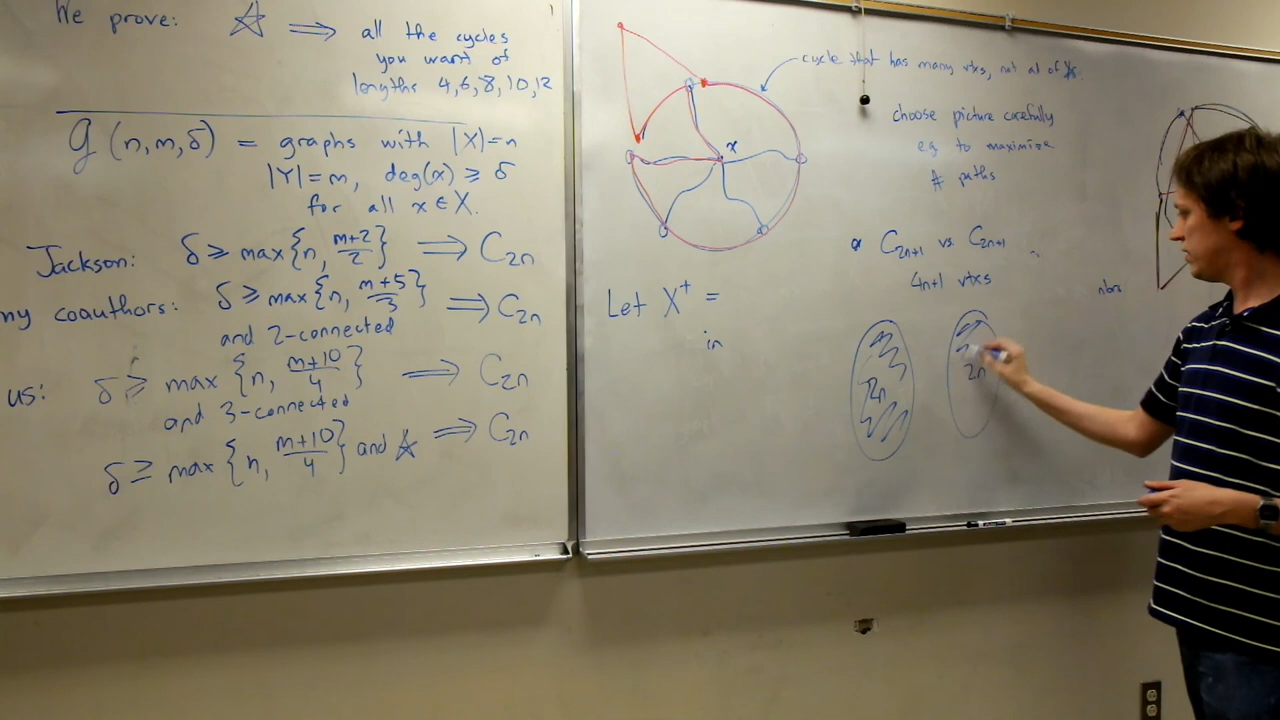 We prove: ☆ ⟹ all the cycles
you want of
lengths 4,6,8,10,12
G(n,m,δ) = graphs with |X|=n
|Y|=m, deg(x) ≥ δ
for all x ∈ X.
Jackson: δ ≥ max{n, m+2/2} ⟹ C2n
my coauthors: δ ≥ max{n, m+5/3} ⟹ C2n
and 2-connected
us: δ ≥ max{n, m+10/4} ⟹ C2n
and 3-connected
δ ≥ max{n, m+10/4} and ☆ ⟹ C2n
cycle that has many vtxs, not all of Xs.
x
choose picture carefully
e.g. to maximize
# paths
C2n+1 vs C2n+1
4n+1 vtxs
Let X⁺ =
in
2n
2n
nbrs